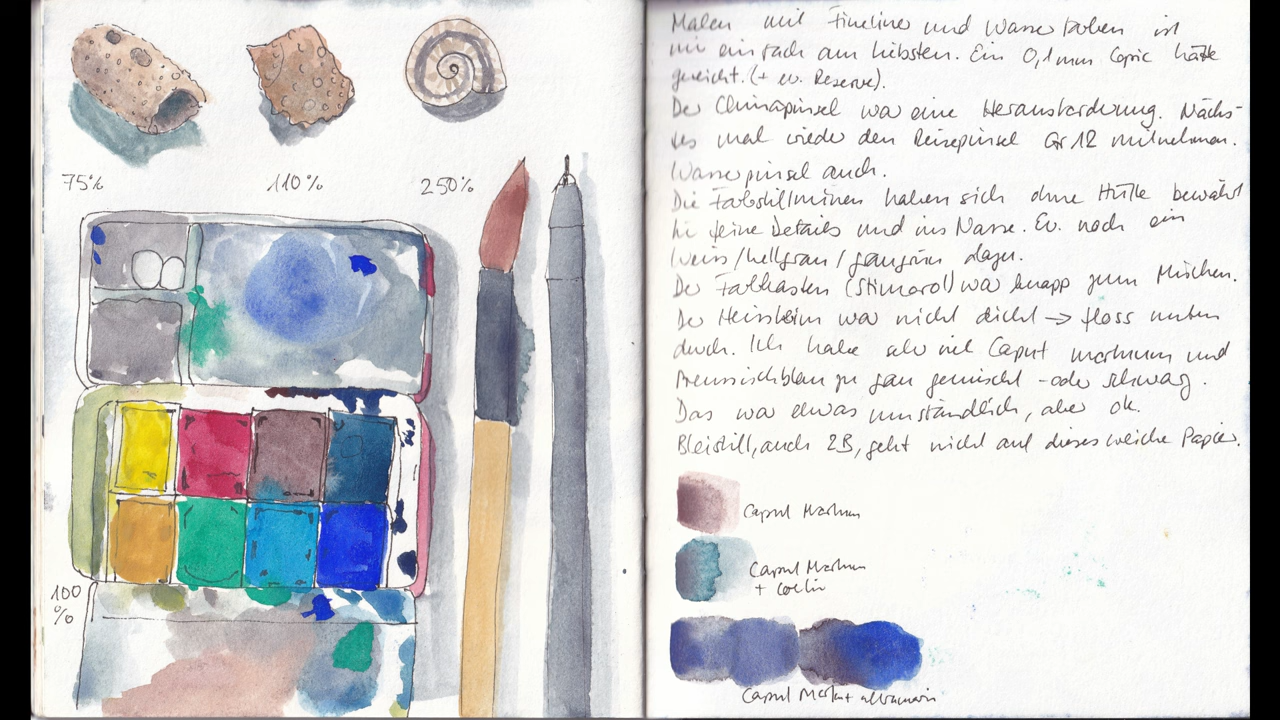 75%
110%
250%
100
%
Malen mit Fineliner und Wasserfarben ist
mir einfach am liebsten. Ein 0,1mm Copic hätte
gereicht. (+ ev. Reserve).
Der Chinapinsel war eine Herausforderung. Nächs-
tes mal wieder den Reisepinsel Gr 12 mitnehmen.
Wasserpinsel auch.
Die Farbstiftminen haben sich ohne Hülle bewährt
für feine Details und ins Nasse. Ev. noch ein
Weiss/hellgrau/graugrün dazu.
Der Farbkasten (Stimorol) war knapp zum Mischen.
Der war nicht dicht → floss unten
durch. Ich habe sehr viel Caput mortuum und
Preussischblau zu grau gemischt - oder schwarz.
Das war etwas umständlich, aber ok.
Bleistift, auch 2B, geht nicht auf dieses weiche Papier.
Caput Mortuum
Caput Mortuum
+ Coelin
Caput Mort + ultramarin